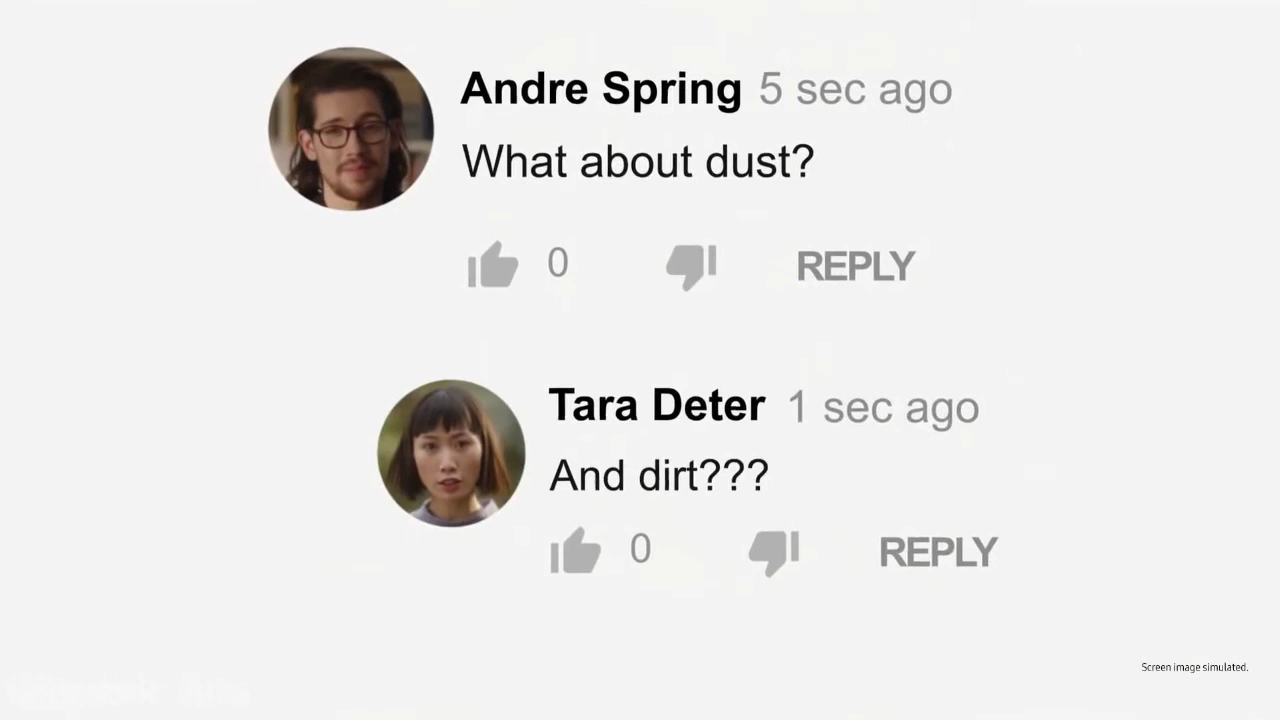 Andre Spring 5 sec ago
What about dust?
0 REPLY
Tara Deter 1 sec ago
And dirt???
0 REPLY
Screen image simulated.